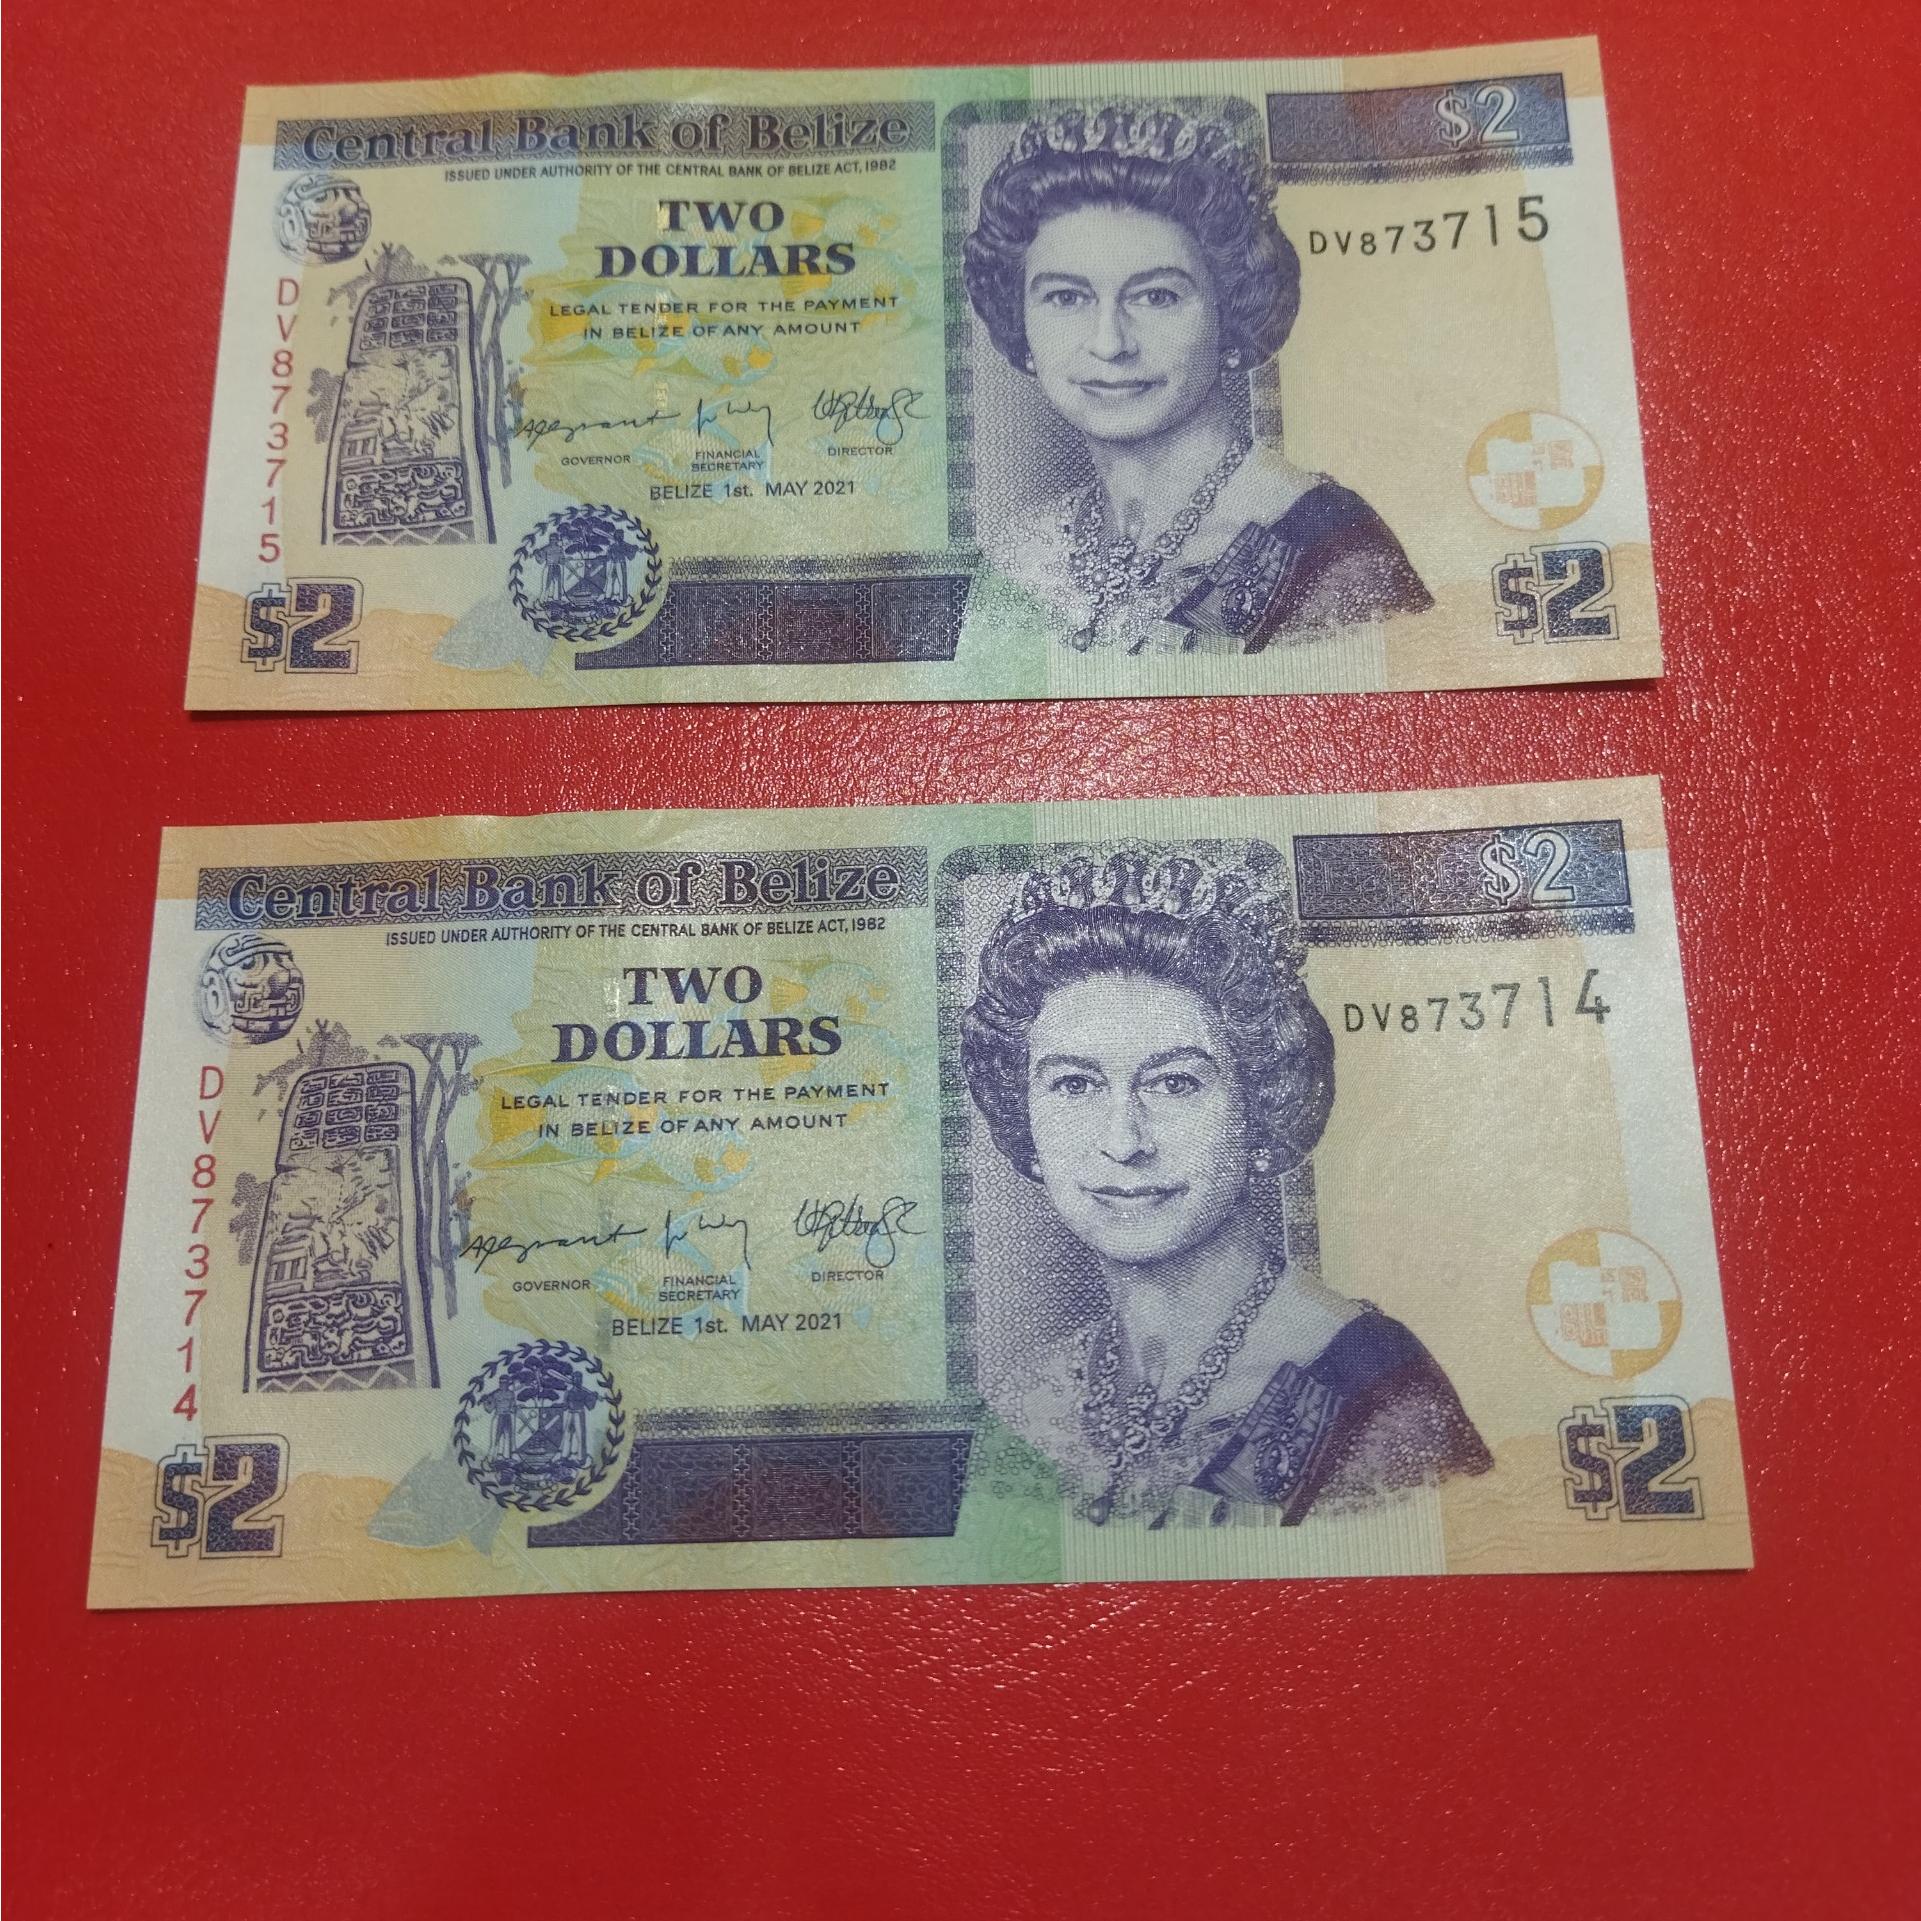 Central Bank of Belize
$2
ISSUED UNDER AUTHORITY OF THE CENTRAL BANK OF BELIZE ACT, 1982
TWO
DOLLARS
DV873715
LEGAL TENDER FOR THE PAYMENT
IN BELIZE OF ANY AMOUNT
DV873715
GOVERNOR
FINANCIAL
SECRETARY
DIRECTOR
BELIZE 1st. MAY 2021
$2
$2
Central Bank of Belize
$2
ISSUED UNDER AUTHORITY OF THE CENTRAL BANK OF BELIZE ACT, 1982
TWO
DOLLARS
DV873714
LEGAL TENDER FOR THE PAYMENT
IN BELIZE OF ANY AMOUNT
DV873714
GOVERNOR
FINANCIAL
SECRETARY
DIRECTOR
BELIZE 1st. MAY 2021
$2
$2